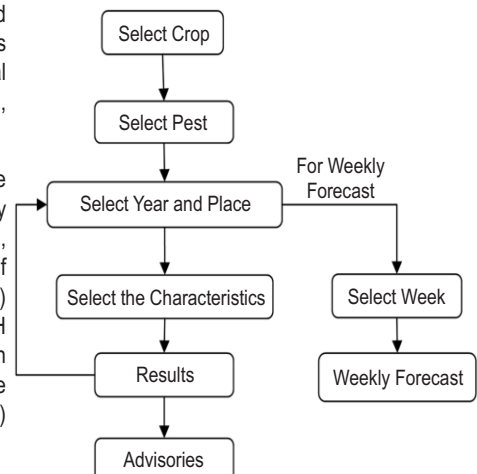 Select Crop
Select Pest
For Weekly
Forecast
Select Year and Place
Select the Characteristics
Select Week
Results
Weekly Forecast
Advisories